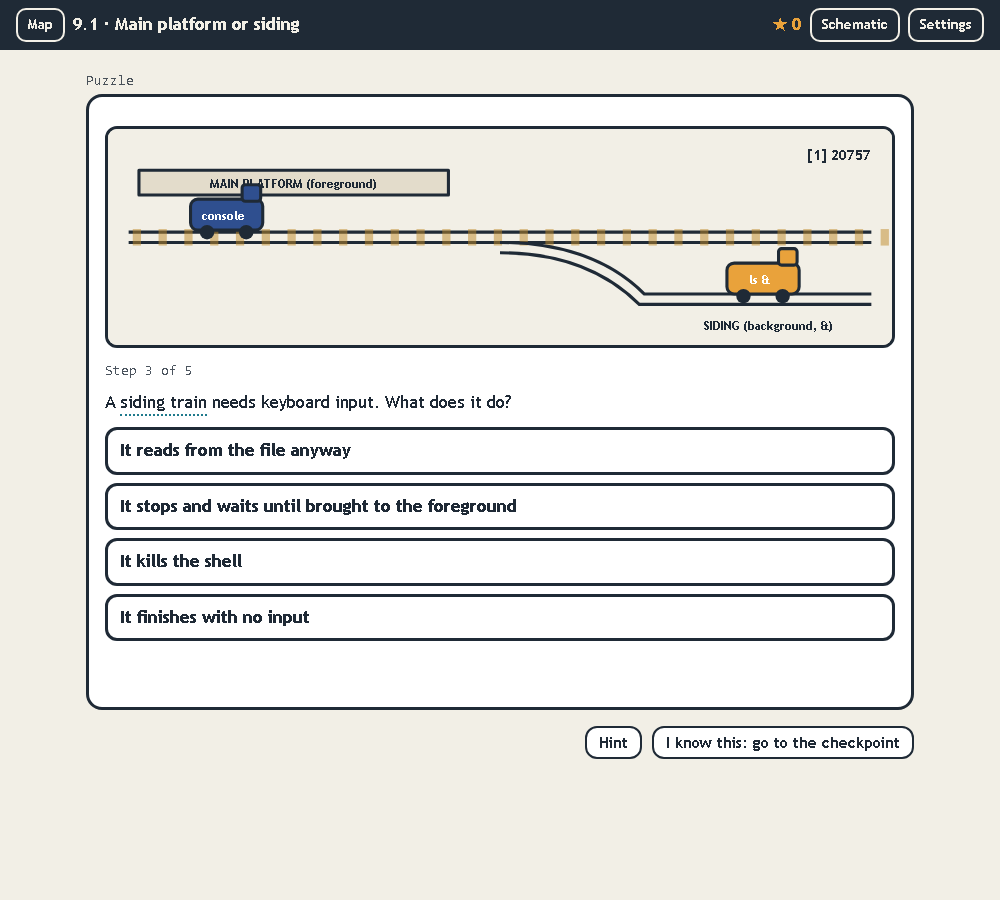 Map
9.1 · Main platform or siding
★ 0
Schematic
Settings
Puzzle
[1] 20757
MAIN PLATFORM (foreground)
console
ls &
SIDING (background, &)
Step 3 of 5
A siding train needs keyboard input. What does it do?
It reads from the file anyway
It stops and waits until brought to the foreground
It kills the shell
It finishes with no input
Hint
I know this: go to the checkpoint